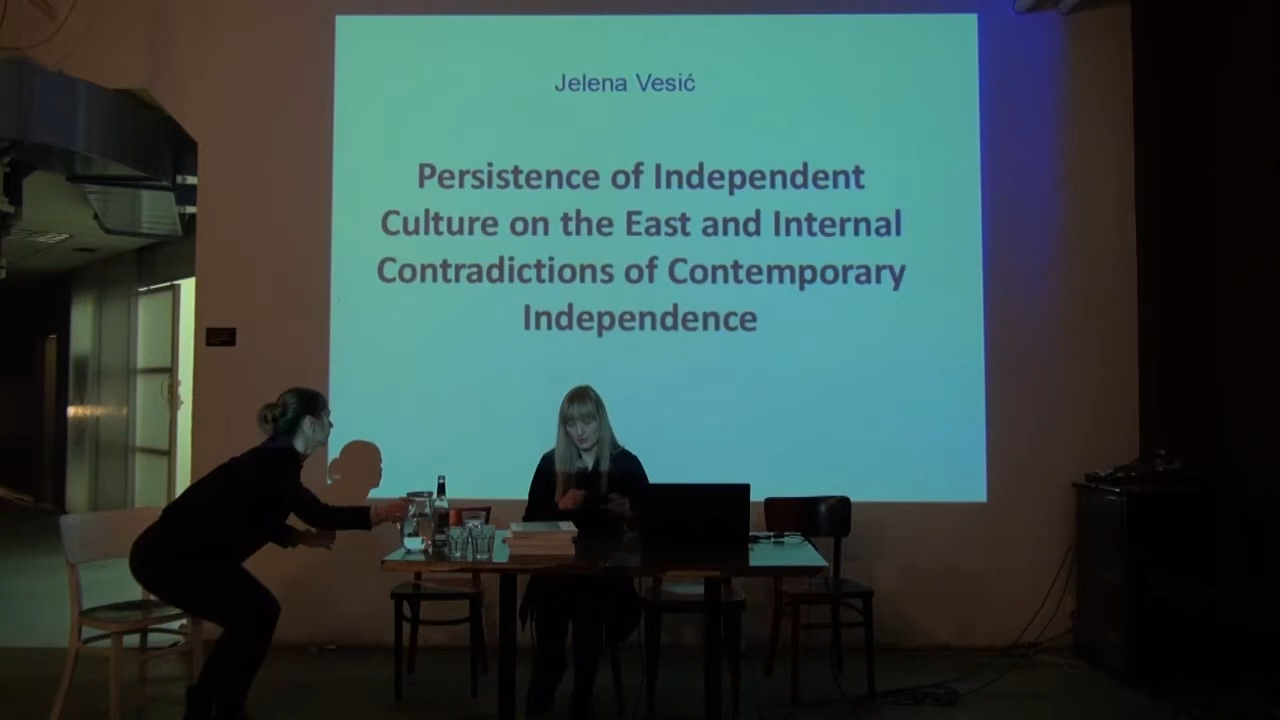 Jelena Vesić
Persistence of Independent
Culture on the East and Internal
Contradictions of Contemporary
Independence